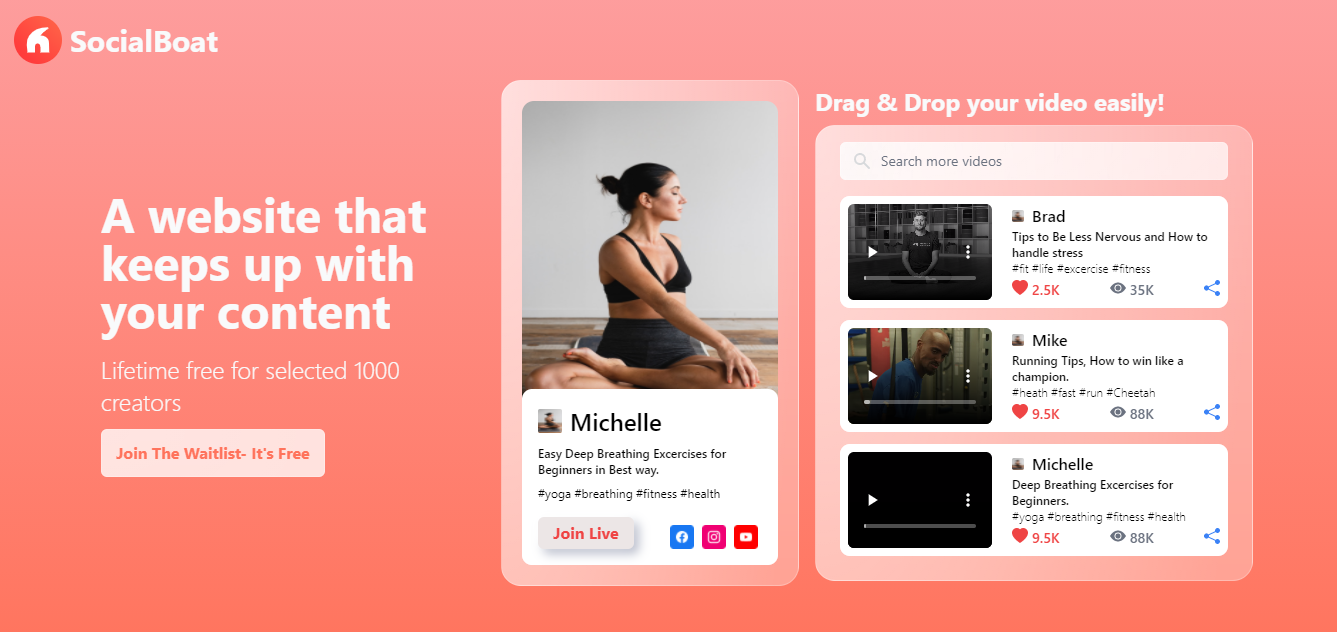 SocialBoat
A website that
keeps up with
your content
Lifetime free for selected 1000
creators
Join The Waitlist- It's Free
Michelle
Easy Deep Breathing Excercises for
Beginners in Best way.
#yoga #breathing #fitness #health
Join Live
Drag & Drop your video easily!
Search more videos
Brad
Tips to Be Less Nervous and How to
handle stress
#fit #life #excercise #fitness
2.5K 35K
Mike
Running Tips, How to win like a
champion.
#heath #fast #run #Cheetah
9.5K 88K
Michelle
Deep Breathing Excercises for
Beginners.
#yoga #breathing #fitness #health
9.5K 88K